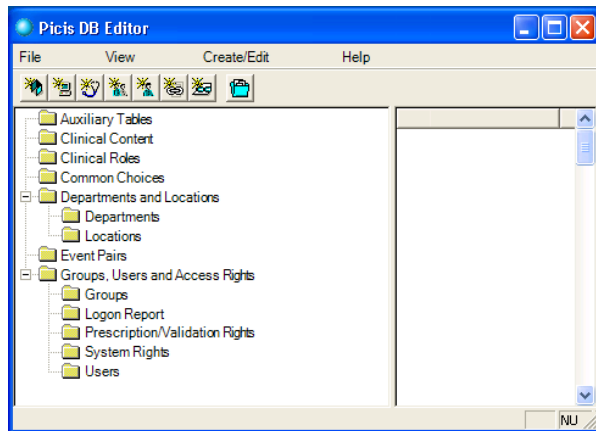 Picis DB Editor
File View Create/Edit Help
Auxiliary Tables
Clinical Content
Clinical Roles
Common Choices
Departments and Locations
Departments
Locations
Event Pairs
Groups, Users and Access Rights
Groups
Logon Report
Prescription/Validation Rights
System Rights
Users
NU